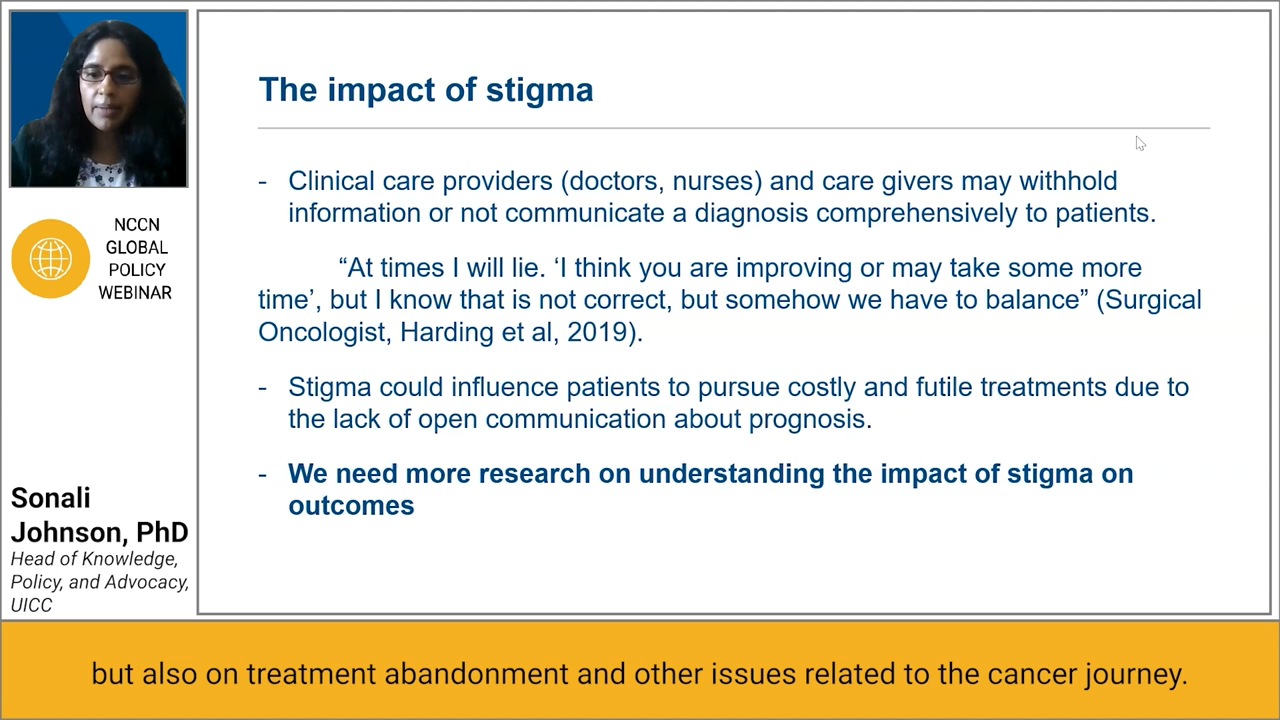 The impact of stigma
- Clinical care providers (doctors, nurses) and care givers may withhold
information or not communicate a diagnosis comprehensively to patients.
“At times I will lie. ‘I think you are improving or may take some more
time’, but I know that is not correct, but somehow we have to balance” (Surgical
Oncologist, Harding et al, 2019).
- Stigma could influence patients to pursue costly and futile treatments due to
the lack of open communication about prognosis.
- We need more research on understanding the impact of stigma on
outcomes
NCCN
GLOBAL
POLICY
WEBINAR
Sonali
Johnson, PhD
Head of Knowledge,
Policy, and Advocacy,
UICC
but also on treatment abandonment and other issues related to the cancer journey.